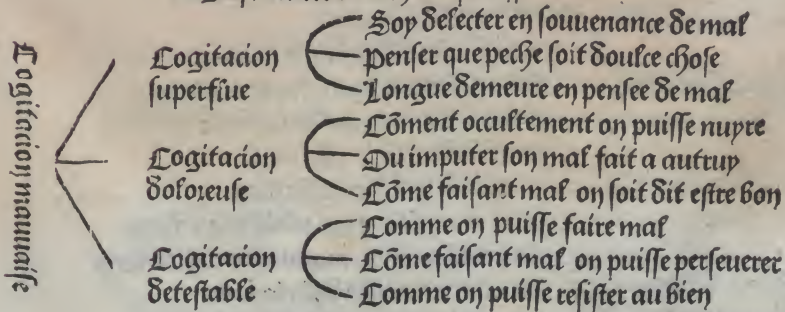 Cogitacion mauuaise
Cogitacion
superflue
Soy delecter en souuenance de mal
Penser que peche soit doulce chose
Longue demeure en pensee de mal
Cogitacion
doloreuse
Cõment occultement on puisse nuyre
Ou imputer son mal fait a autruy
Cõme faisant mal on soit dit estre bon
Cogitacion
detestable
Comme on puisse faire mal
Cõme faisant mal on puisse perseuerer
Comme on puisse resister au bien